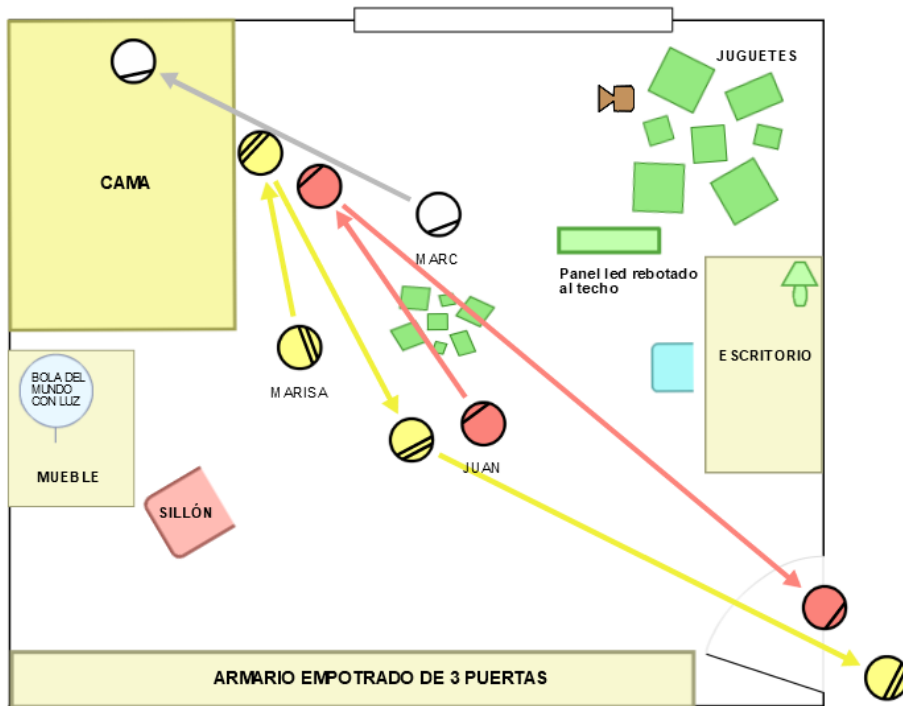 JUGUETES
CAMA
MARC
Panel led rebotado
al techo
ESCRITORIO
BOLA DEL
MUNDO
CON LUZ
MARISA
JUAN
MUEBLE
SILLÓN
ARMARIO EMPOTRADO DE 3 PUERTAS